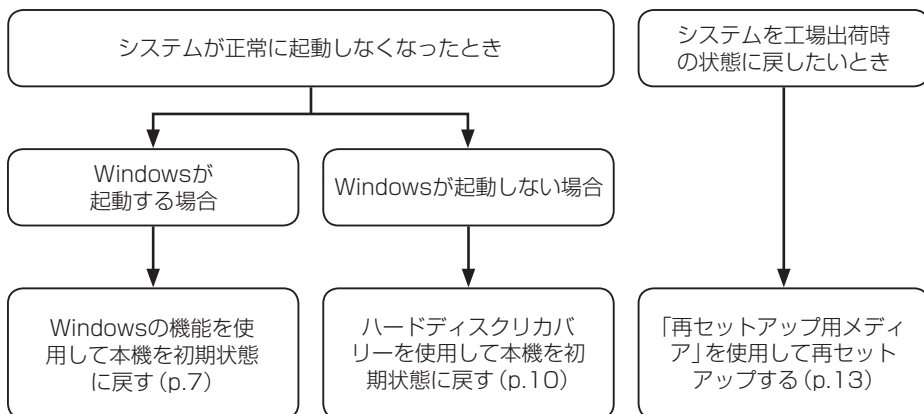 システムが正常に起動しなくなったとき
システムを工場出荷時
の状態に戻したいとき
Windowsが
起動する場合
Windowsが起動しない場合
Windowsの機能を使
用して本機を初期状態
に戻す（p.7）
ハードディスクリカバ
リーを使用して本機を初
期状態に戻す（p.10）
「再セットアップ用メディ
ア」を使用して再セット
アップする（p.13）